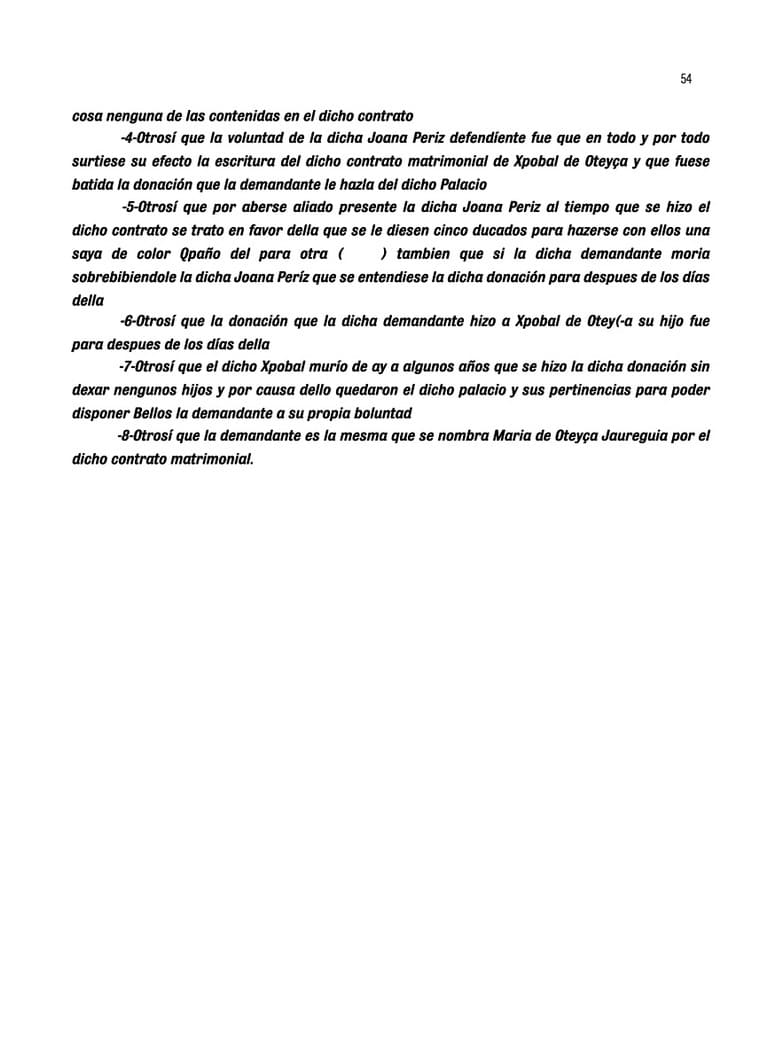 54
cosa nenguna de las contenidas en el dicho contrato
-4-Otrosí que la voluntad de la dicha Joana Periz defendiente fue que en todo y por todo
surtiese su efecto la escritura del dicho contrato matrimonial de Xpobal de Oteyça y que fuese
batida la donación que la demandante le hazla del dicho Palacio
-5-Otrosí que por aberse aliado presente la dicha Joana Periz al tiempo que se hizo el
dicho contrato se trato en favor della que se le diesen cinco ducados para hazerse con ellos una
saya de color Qpaño del para otra (     ) tambien que si la dicha demandante moria
sobrebibiendole la dicha Joana Períz que se entendiese la dicha donación para despues de los días
della
-6-Otrosí que la donación que la dicha demandante hizo a Xpobal de Otey(-a su hijo fue
para despues de los días della
-7-Otrosí que el dicho Xpobal murío de ay a algunos años que se hizo la dicha donación sin
dexar nengunos hijos y por causa dello quedaron el dicho palacio y sus pertinencias para poder
disponer Bellos la demandante a su propia boluntad
-8-Otrosí que la demandante es la mesma que se nombra Maria de Oteyça Jaureguia por el
dicho contrato matrimonial.